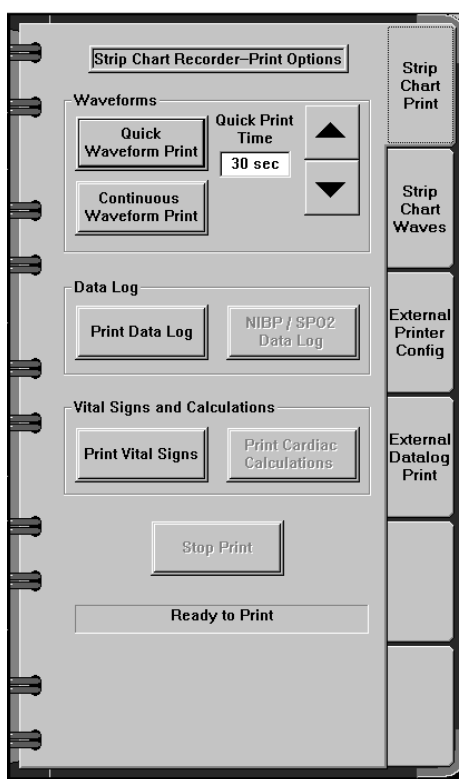 Strip Chart Recorder–Print Options
Waveforms
Quick
Waveform Print
Quick Print
Time
30 sec
Continuous
Waveform Print
Data Log
Print Data Log
NIBP / SPO2
Data Log
Vital Signs and Calculations
Print Vital Signs
Print Cardiac
Calculations
Stop Print
Ready to Print
Strip
Chart
Print
Strip
Chart
Waves
External
Printer
Config
External
Datalog
Print